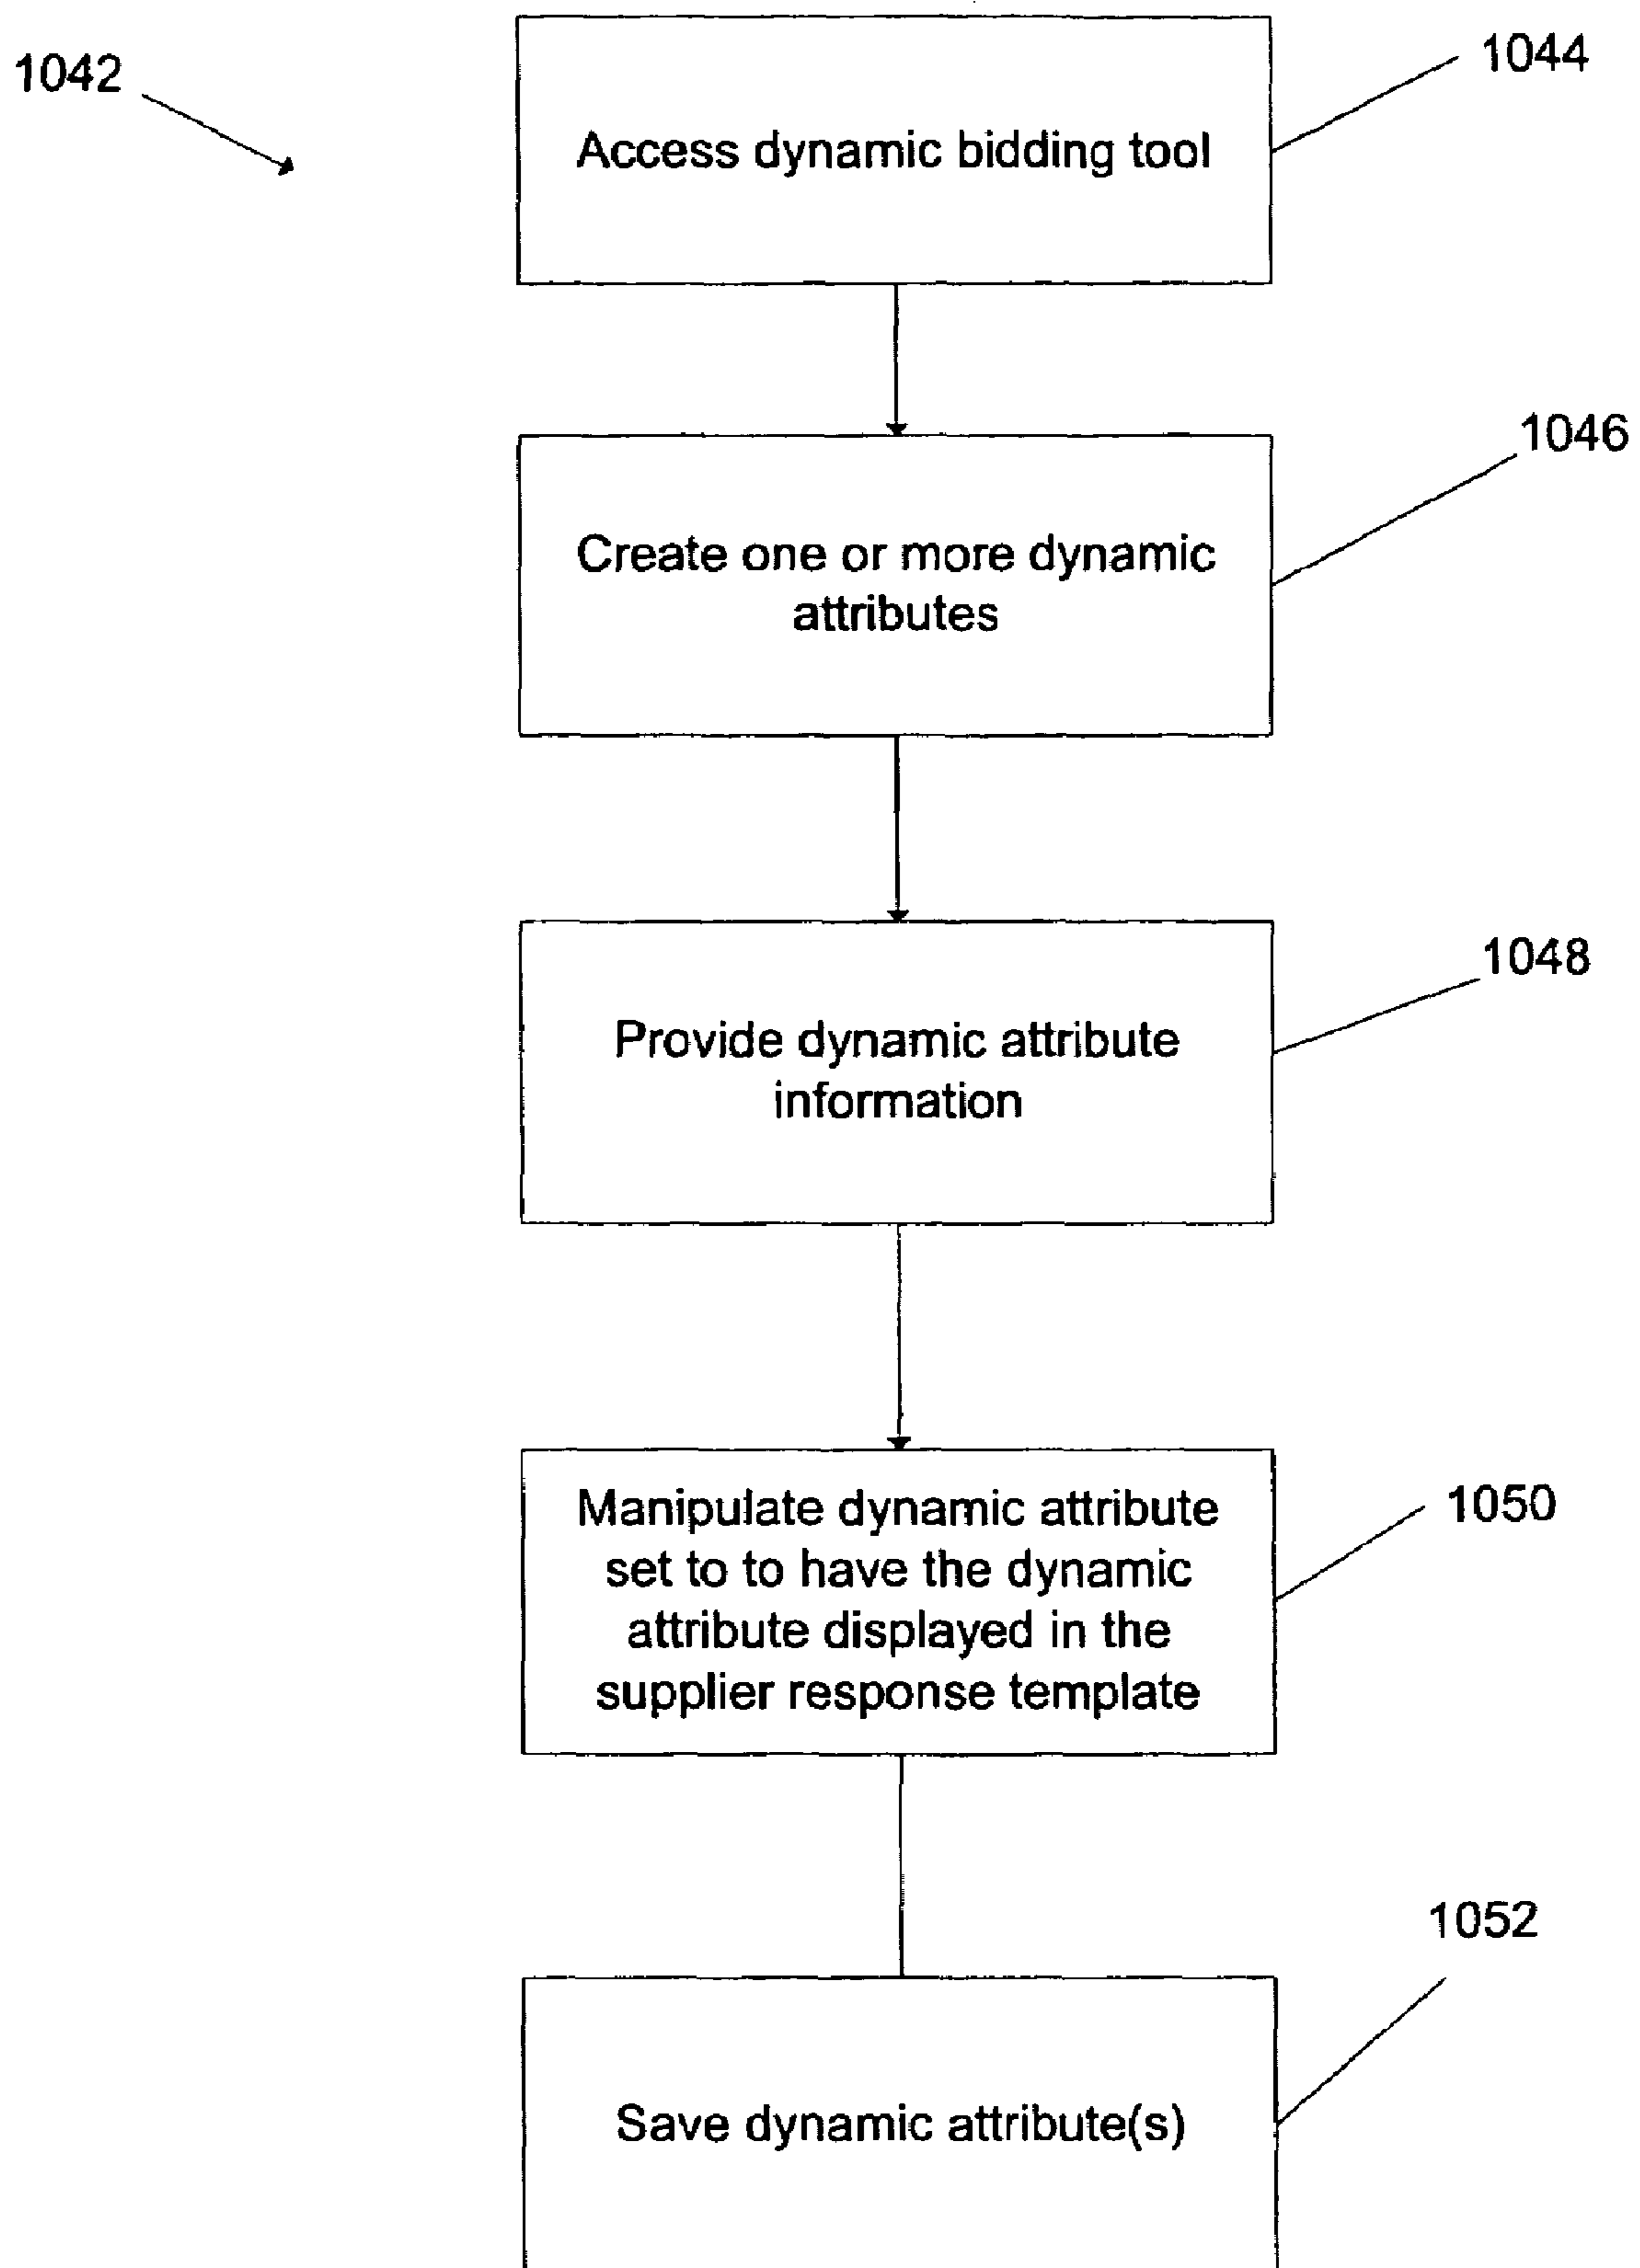 1042
1044
Access dynamic bidding tool
1046
Create one or more dynamic
attributes
1048
Provide dynamic attribute
information
1050
Manipulate dynamic attribute
set to to have the dynamic
attribute displayed in the
supplier response template
1052
Save dynamic attribute(s)